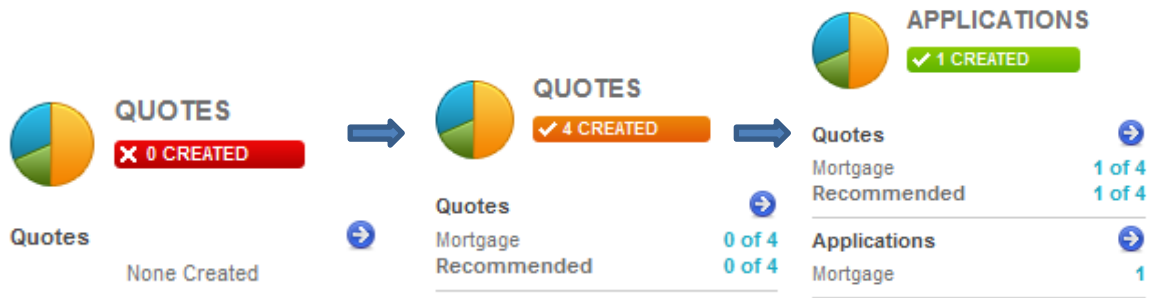 QUOTES
0 CREATED
Quotes
None Created
QUOTES
4 CREATED
Quotes
Mortgage 0 of 4
Recommended 0 of 4
APPLICATIONS
1 CREATED
Quotes
Mortgage 1 of 4
Recommended 1 of 4
Applications
Mortgage 1